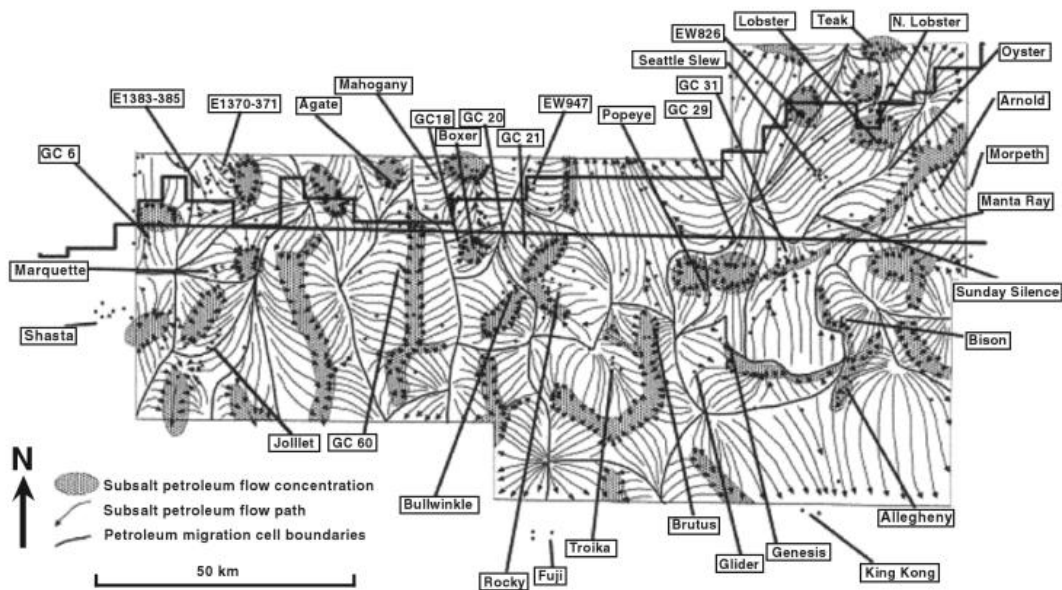 Lobster
Teak
N. Lobster
EW826
Seattle Slew
Oyster
Mahogany
GC 31
E1383-385
E1370-371
Agate
GC18
GC 20
EW947
Popeye
GC 29
Arnold
Boxer
GC 21
GC 6
Morpeth
Manta Ray
Marquette
Sunday Silence
Shasta
Bison
Jolllet
GC 60
N
Subsalt petroleum flow concentration
Subsalt petroleum flow path
Petroleum migration cell boundaries
Bullwinkle
Allegheny
Brutus
Troika
Genesis
Glider
50 km
Rocky
Fuji
King Kong